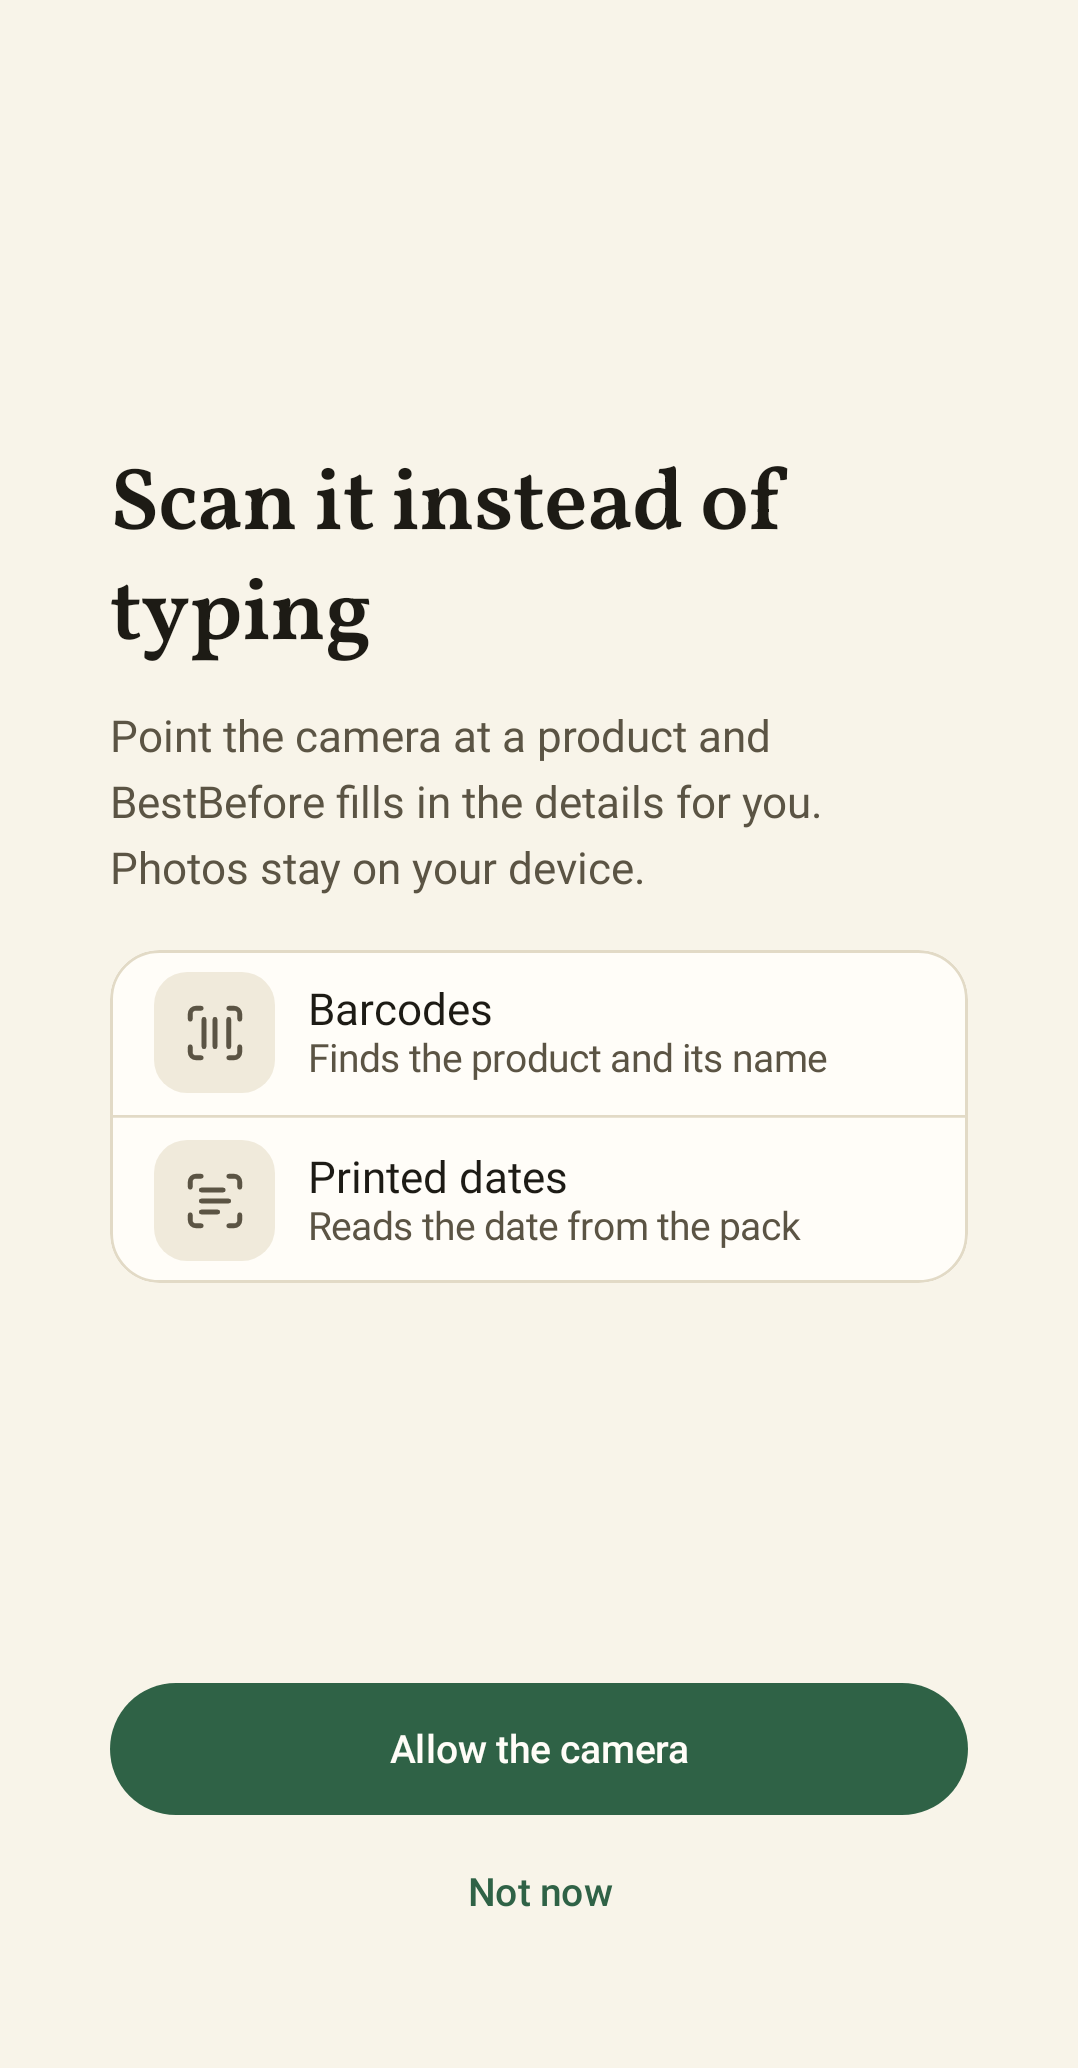 Scan it instead of
typing
Point the camera at a product and
BestBefore fills in the details for you.
Photos stay on your device.
Barcodes
Finds the product and its name
Printed dates
Reads the date from the pack
Allow the camera
Not now